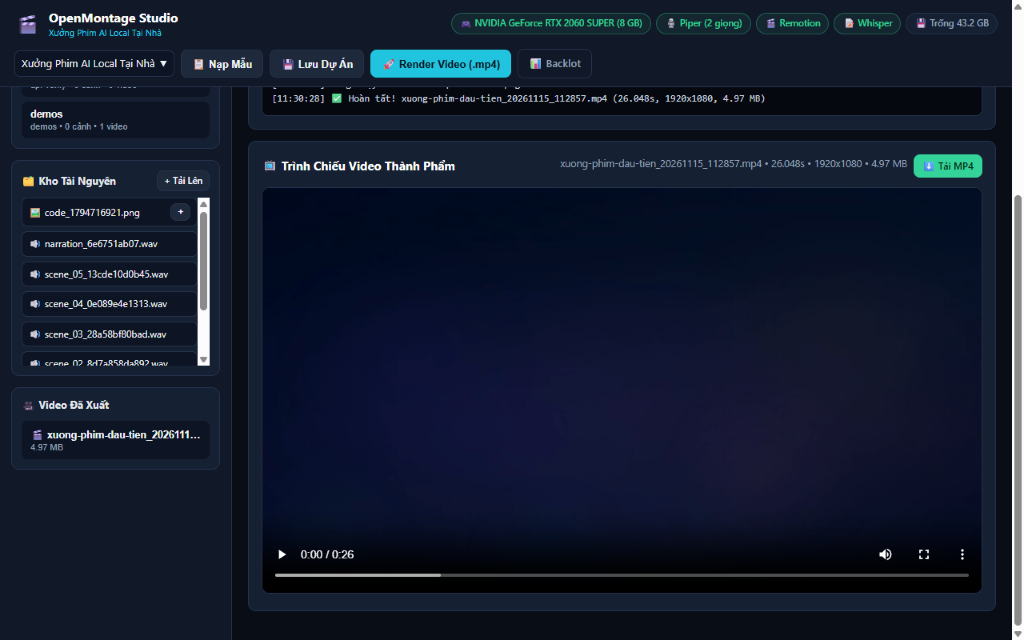 OpenMontage Studio
Xưởng Phim AI Local Tại Nhà
NVIDIA GeForce RTX 2060 SUPER (8 GB)
Piper (2 giọng)
Remotion
Whisper
Trống 43.2 GB
Xưởng Phim AI Local Tại Nhà ▼
Nạp Mẫu
Lưu Dự Án
Render Video (.mp4)
Backlot
demos
demos • 0 cảnh • 1 video
Kho Tài Nguyên
+ Tải Lên
code_1794716921.png
+
narration_6e6751ab07.wav
scene_05_13cde10d0b45.wav
scene_04_0e089e4e1313.wav
scene_03_28a58bf80bad.wav
scene_02_8d7a858da892.wav
Video Đã Xuất
xuong-phim-dau-tien_2026111...
4.97 MB
[11:30:28] ✅ Hoàn tất! xuong-phim-dau-tien_20261115_112857.mp4 (26.048s, 1920x1080, 4.97 MB)
Trình Chiếu Video Thành Phẩm
xuong-phim-dau-tien_20261115_112857.mp4 • 26.048s • 1920x1080 • 4.97 MB
Tải MP4
0:00 / 0:26